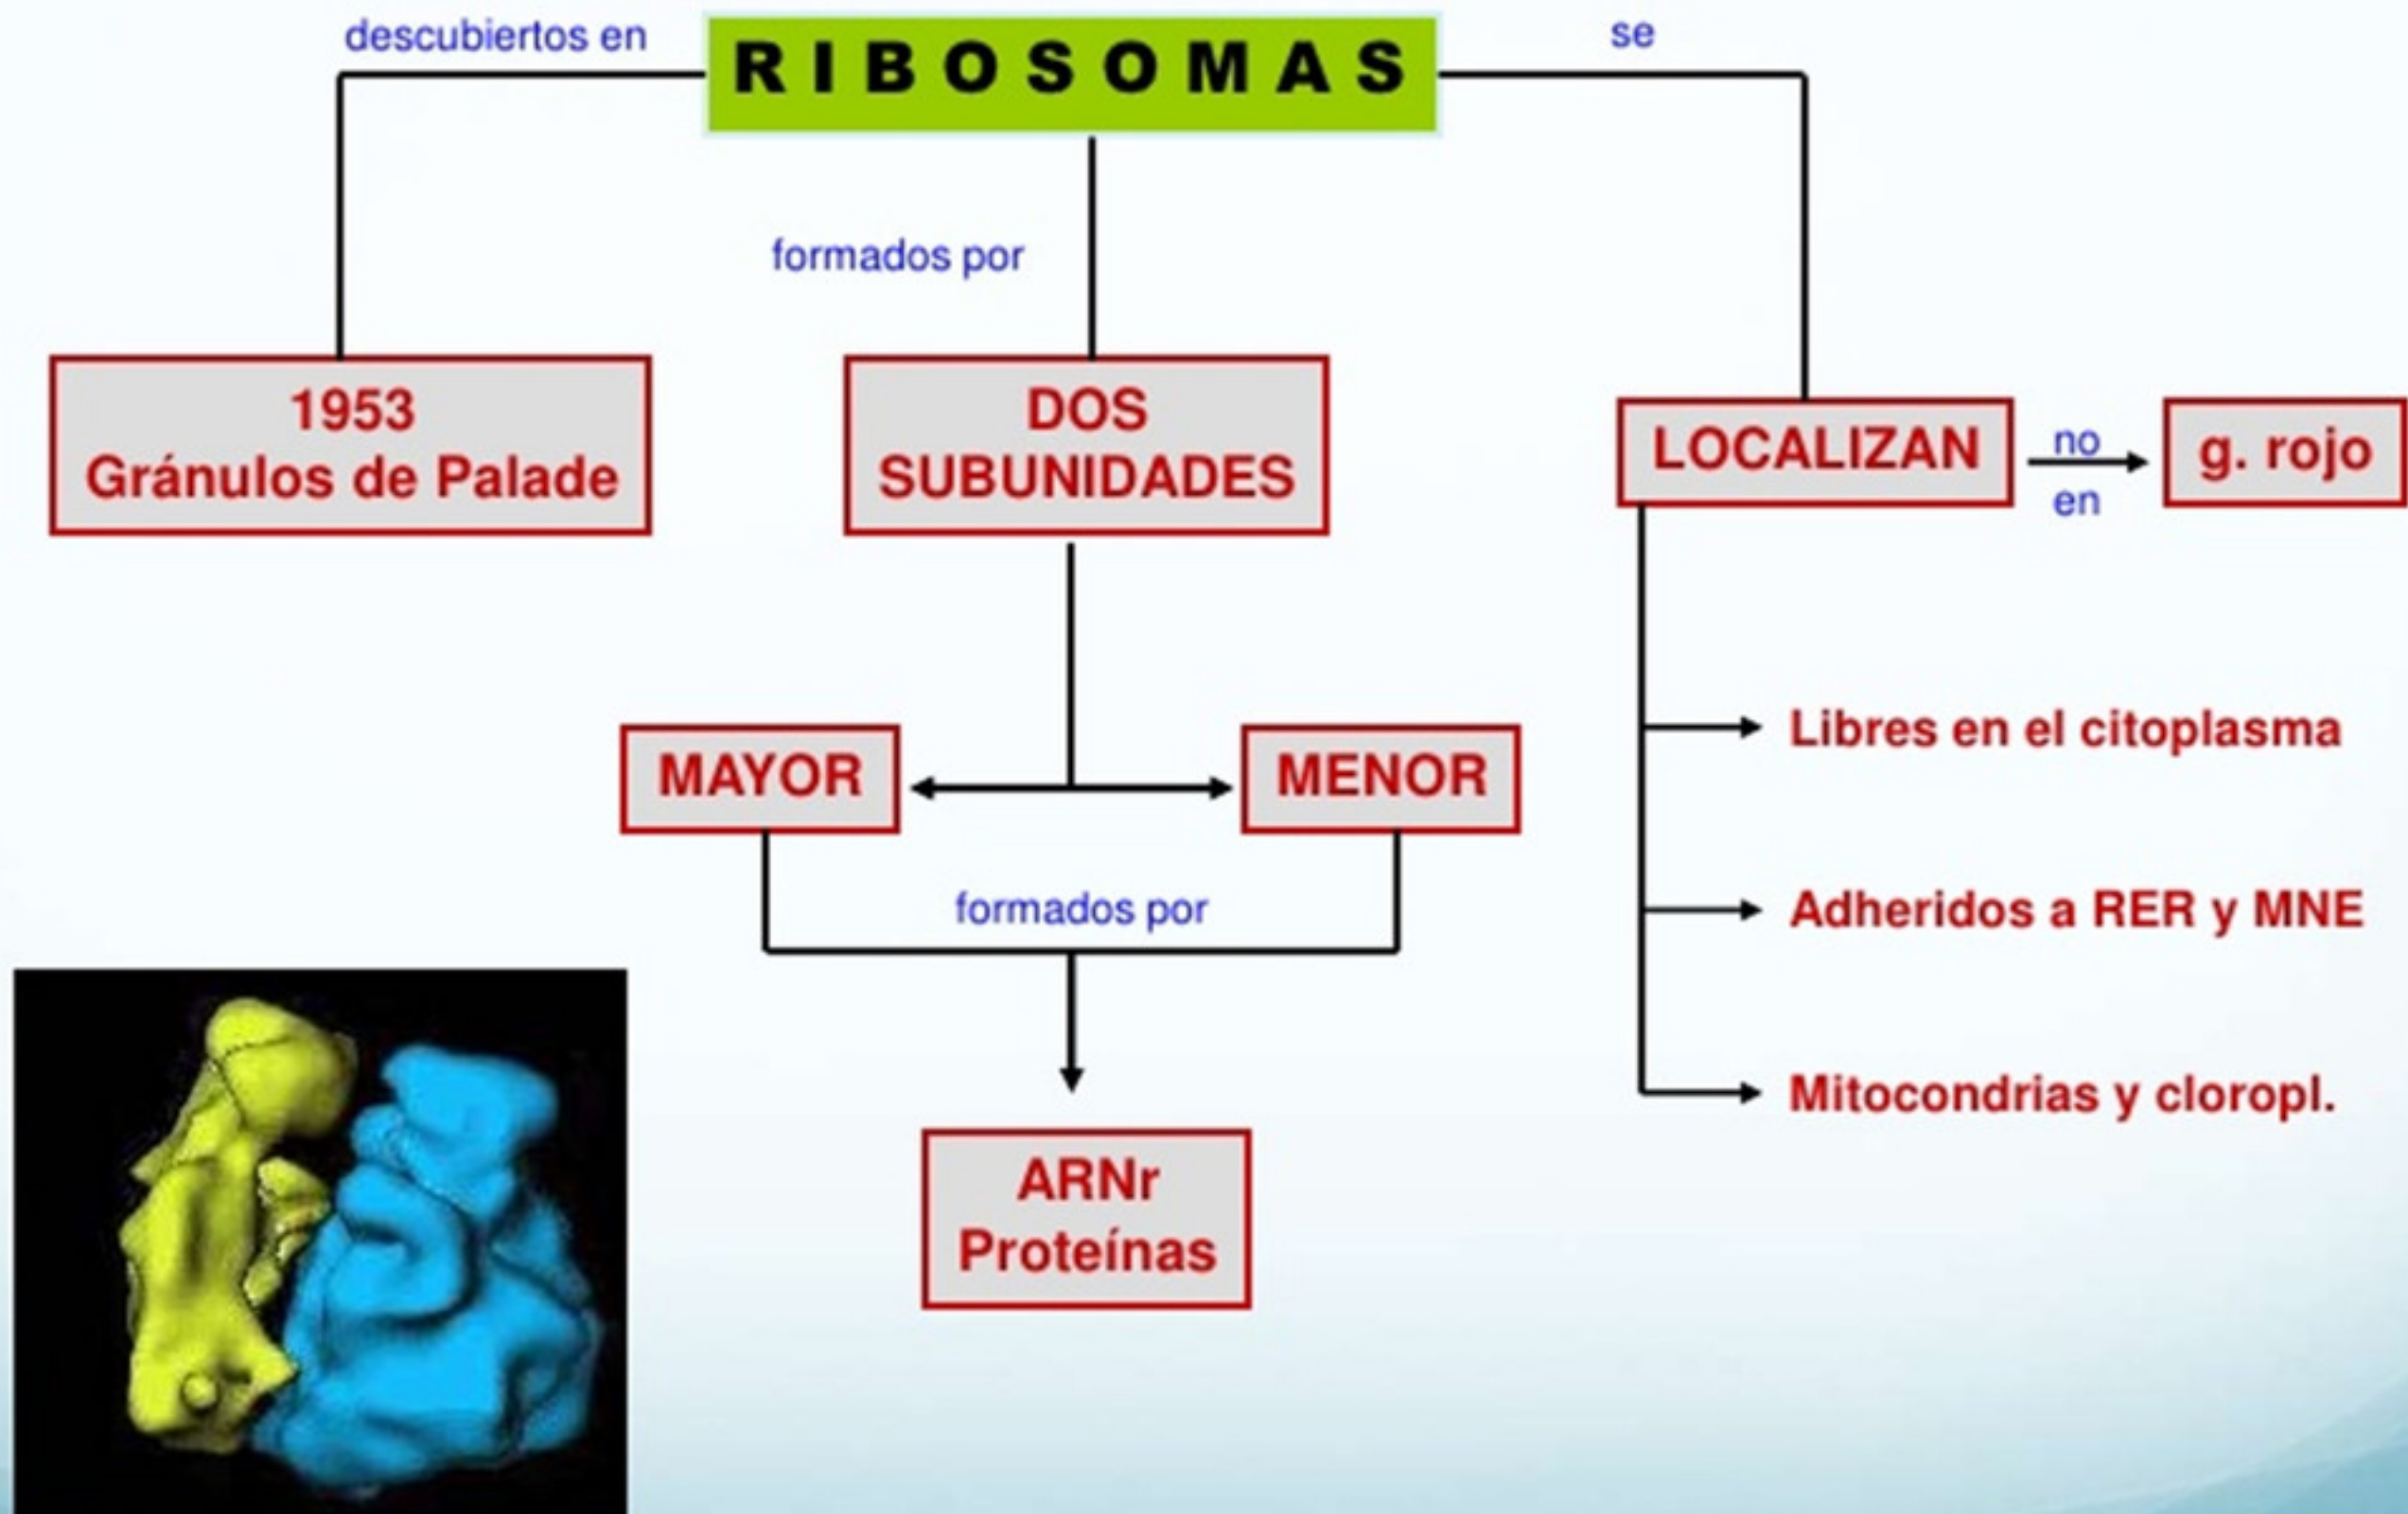 descubiertos en
RIBOSOMAS
se
formados por
1953
Gránulos de Palade
DOS
SUBUNIDADES
LOCALIZAN
no
en
g. rojo
MAYOR
MENOR
formados por
ARNr
Proteínas
Libres en el citoplasma
Adheridos a RER y MNE
Mitocondrias y cloropl.